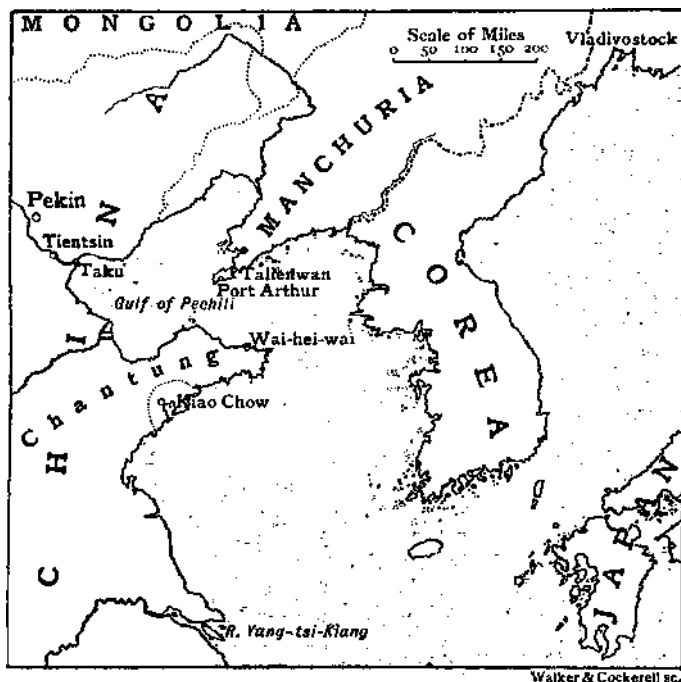 MONGOLIA
Scale of Miles
0 50 100 150 200
Vladivostock
MANCHURIA
CHINA
Pekin
Tientsin
Taku
Talienwan
Port Arthur
Gulf of Pechili
COREA
Wai-hei-wai
Chantung
Kiao Chow
JAPAN
R. Yang-tsi-Kiang
Walker & Cockerell sc.